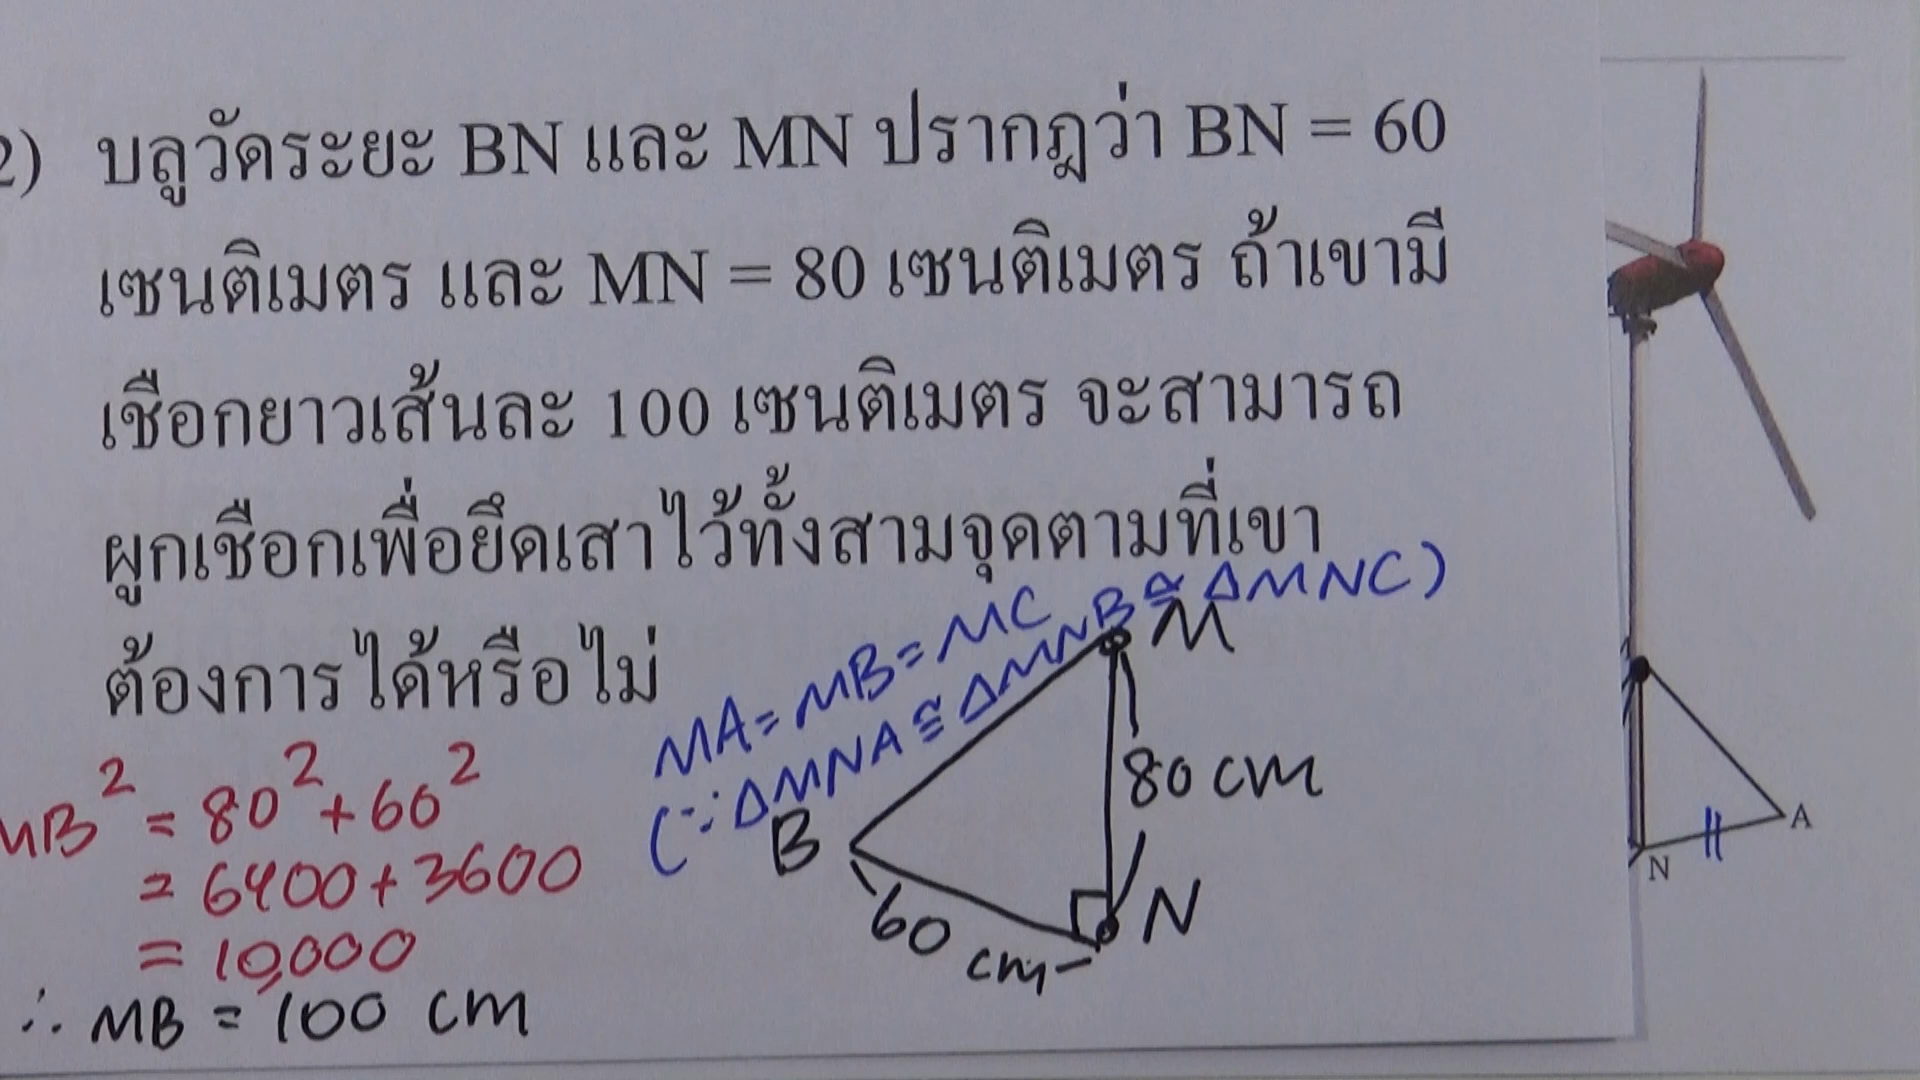 2) บลูวัดระยะ BN และ MN ปรากฏว่า BN = 60
เซนติเมตร และ MN = 80 เซนติเมตร ถ้าเขามี
เชือกยาวเส้นละ 100 เซนติเมตร จะสามารถ
ผูกเชือกเพื่อยึดเสาไว้ทั้งสามจุดตามที่เขา
ต้องการได้หรือไม่
MA = MB = MC
(∵ ΔMNA ≅ ΔMNB ≅ ΔMNC)
MB² = 80² + 60²
= 6400 + 3600
= 10,000
∴ MB = 100 cm
M
80 cm
B
60 cm
N
A
N